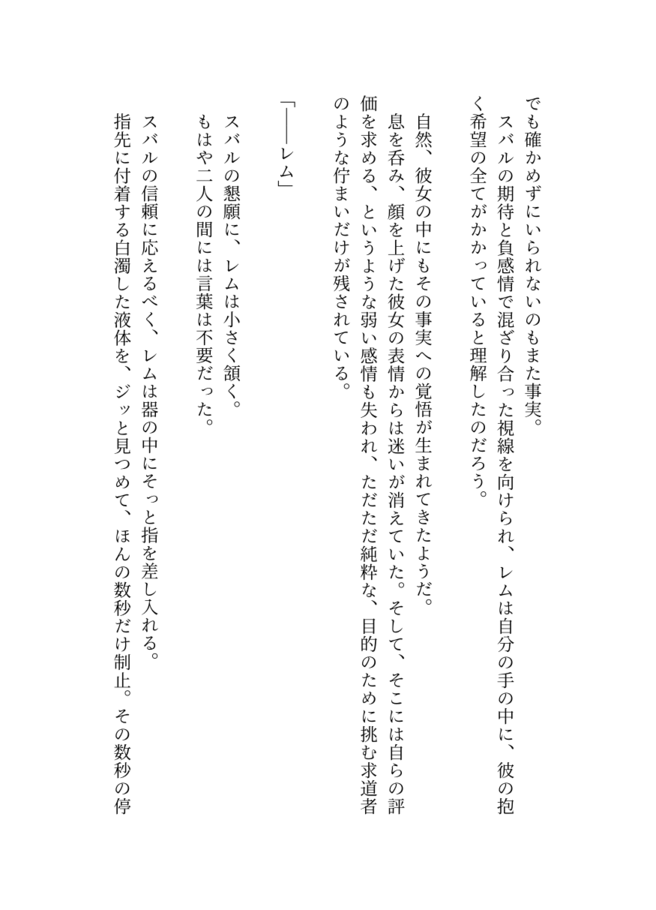 でも確かめずにいられないのもまた事実。
　スバルの期待と負感情で混ざり合った視線を向けられ、レムは自分の手の中に、彼の抱
く希望の全てがかかっていると理解したのだろう。
　自然、彼女の中にもその事実への覚悟が生まれてきたようだ。
　息を呑み、顔を上げた彼女の表情からは迷いが消えていた。そして、そこには自らの評
価を求める、というような弱い感情も失われ、ただただ純粋な、目的のために挑む求道者
のような佇まいだけが残されている。
「――レム」
　スバルの懇願に、レムは小さく頷く。
　もはや二人の間には言葉は不要だった。
　スバルの信頼に応えるべく、レムは器の中にそっと指を差し入れる。
　指先に付着する白濁した液体を、ジッと見つめて、ほんの数秒だけ制止。その数秒の停